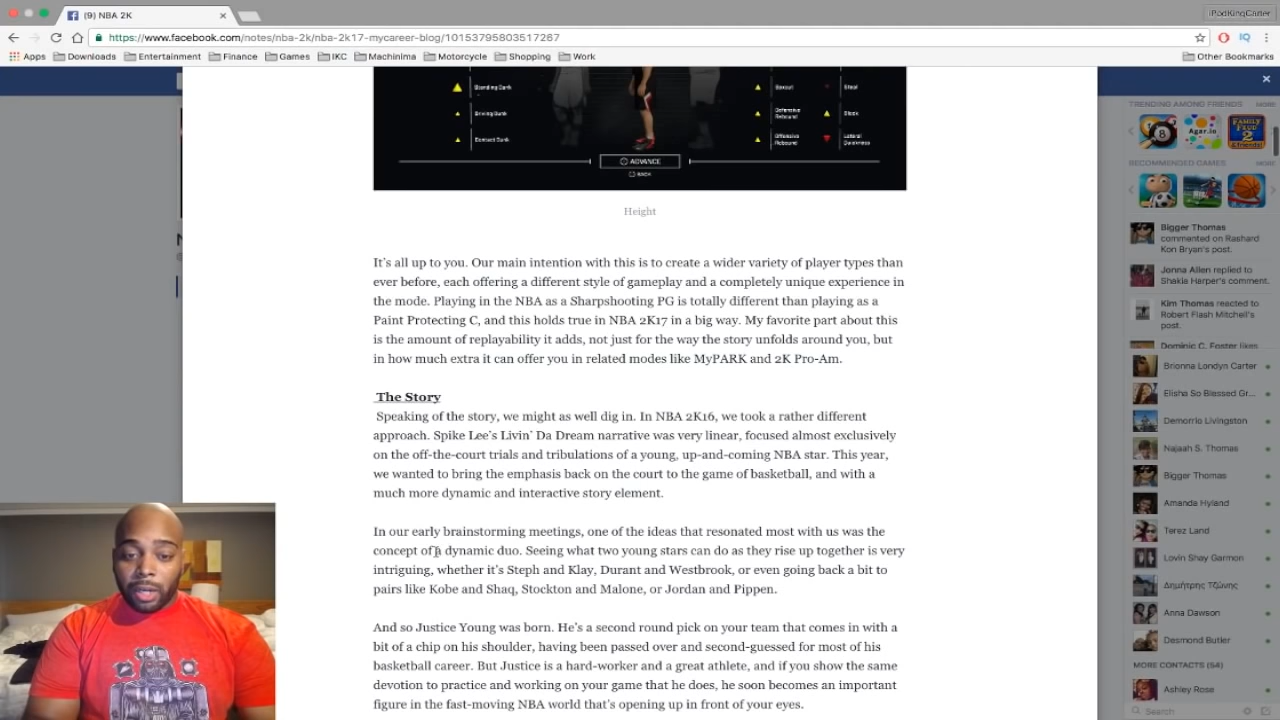 (9) NBA 2K
iPodKingCarter
https://www.facebook.com/notes/nba-2k/nba-2k17-mycareer-blog/10153795803517267
Apps
Downloads
Entertainment
Finance
Games
IKC
Machinima
Motorcycle
Shopping
Work
Other Bookmarks
Standing Dunk
Driving Dunk
Contact Dunk
Boxout
Defensive
Rebound
Offensive
Rebound
Steal
Block
Lateral
Quickness
ADVANCE
BACK
Height
It's all up to you. Our main intention with this is to create a wider variety of player types than
ever before, each offering a different style of gameplay and a completely unique experience in
the mode. Playing in the NBA as a Sharpshooting PG is totally different than playing as a
Paint Protecting C, and this holds true in NBA 2K17 in a big way. My favorite part about this
is the amount of replayability it adds, not just for the way the story unfolds around you, but
in how much extra it can offer you in related modes like MyPARK and 2K Pro-Am.
The Story
Speaking of the story, we might as well dig in. In NBA 2K16, we took a rather different
approach. Spike Lee's Livin' Da Dream narrative was very linear, focused almost exclusively
on the off-the-court trials and tribulations of a young, up-and-coming NBA star. This year,
we wanted to bring the emphasis back on the court to the game of basketball, and with a
much more dynamic and interactive story element.
In our early brainstorming meetings, one of the ideas that resonated most with us was the
concept of a dynamic duo. Seeing what two young stars can do as they rise up together is very
intriguing, whether it's Steph and Klay, Durant and Westbrook, or even going back a bit to
pairs like Kobe and Shaq, Stockton and Malone, or Jordan and Pippen.
And so Justice Young was born. He's a second round pick on your team that comes in with a
bit of a chip on his shoulder, having been passed over and second-guessed for most of his
basketball career. But Justice is a hard-worker and a great athlete, and if you show the same
devotion to practice and working on your game that he does, he soon becomes an important
figure in the fast-moving NBA world that's opening up in front of your eyes.
TRENDING AMONG FRIENDS
MORE
8
Agar.io
FAMILY
FEUD
2
&Friends!
RECOMMENDED GAMES
MORE
Bigger Thomas
commented on Rashard
Kon Bryan's post.
Jonna Allen replied to
Shakia Harper's comment.
Kim Thomas reacted to
Robert Flash Mitchell's
post.
Dominic C. Foster likes
Brionna Londyn Carter
Elisha So Blessed Gr...
Demorrio Livingston
Najaah S. Thomas
Bigger Thomas
Amanda Hyland
Terez Land
Lovin Shay Garmon
Δημήτρης Τζώνης
Anna Dawson
Desmond Butler
MORE CONTACTS (54)
Ashley Rose
Search